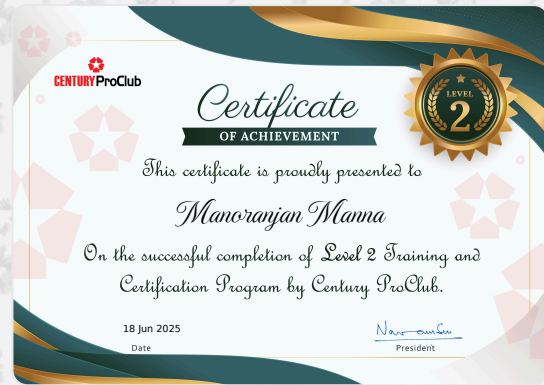 CENTURY ProClub
LEVEL
2
Certificate
OF ACHIEVEMENT
This certificate is proudly presented to
Manoranjan Manna
On the successful completion of Level 2 Training and
Certification Program by Century ProClub.
18 Jun 2025
Date
President